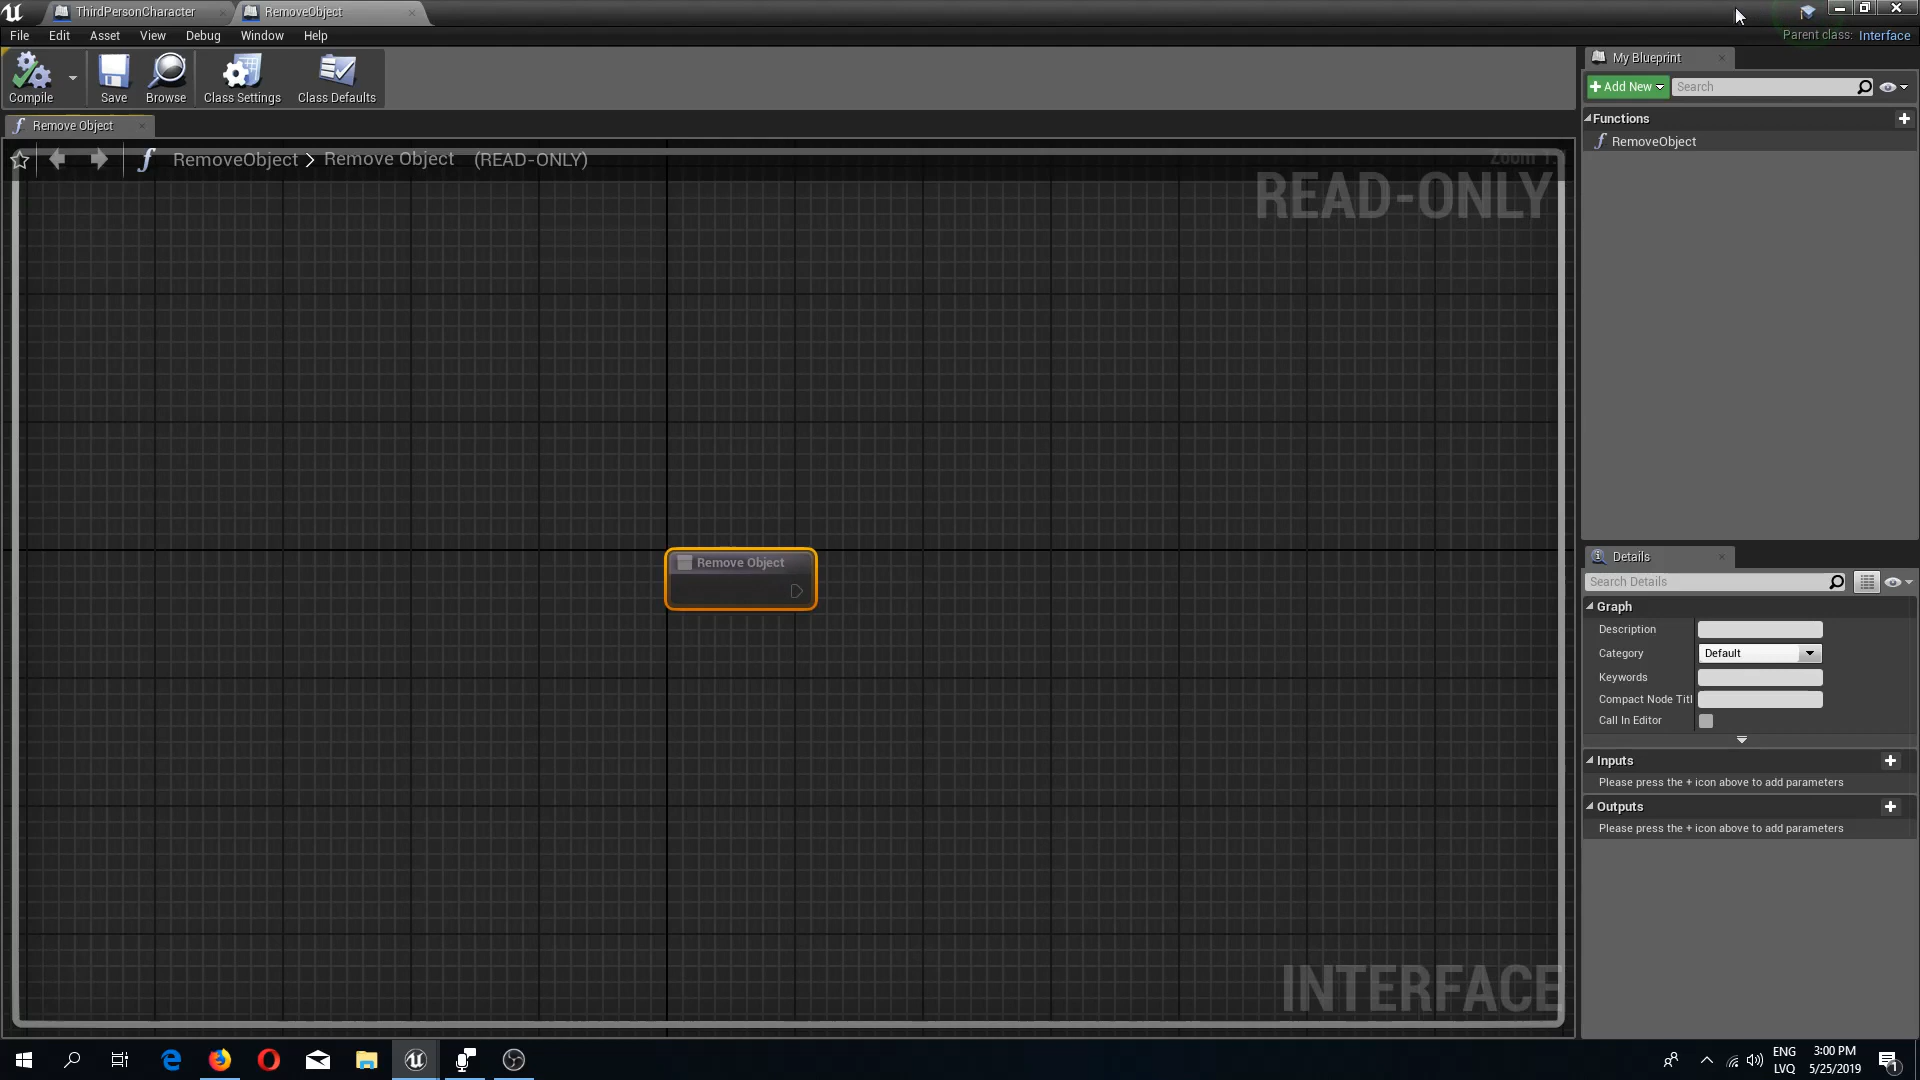 ThirdPersonCharacter
RemoveObject
File Edit Asset View Debug Window Help
Parent class: Interface
Compile
Save
Browse
Class Settings
Class Defaults
My Blueprint
Add New
Search
Functions
RemoveObject
Remove Object
RemoveObject > Remove Object (READ-ONLY)
READ-ONLY
Remove Object
INTERFACE
Details
Search Details
Graph
Description
Category
Default
Keywords
Compact Node Titl
Call In Editor
Inputs
Please press the + icon above to add parameters
Outputs
Please press the + icon above to add parameters
ENG
LVQ
3:00 PM
5/25/2019
1